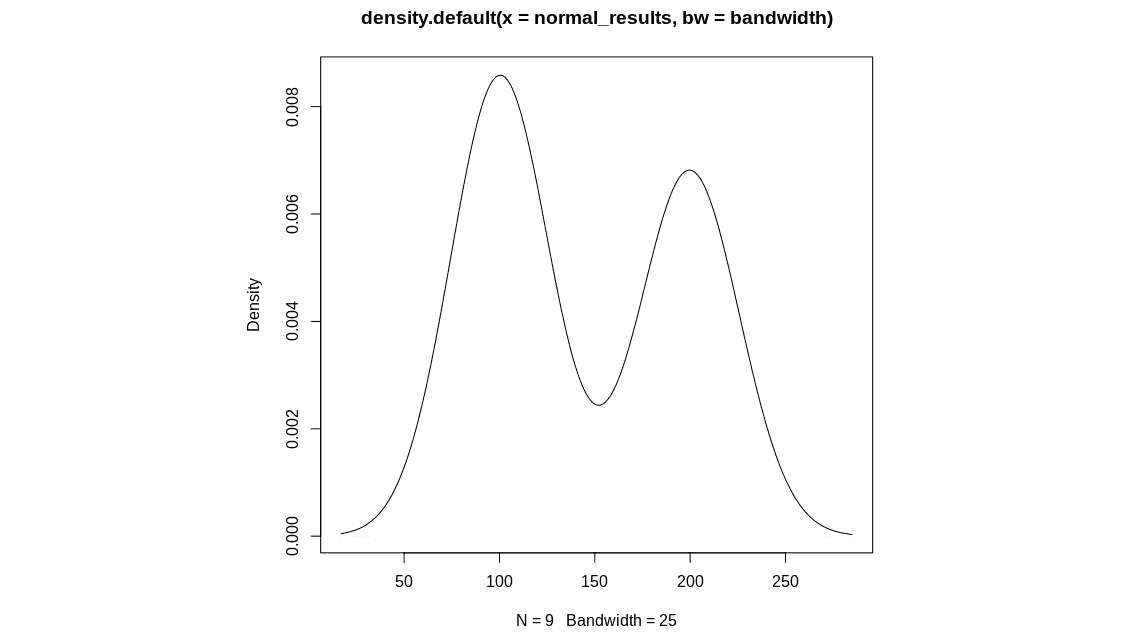 density.default(x = normal_results, bw = bandwidth)
Density
0.008
0.006
0.004
0.002
0.000
50 100 150 200 250
N = 9 Bandwidth = 25